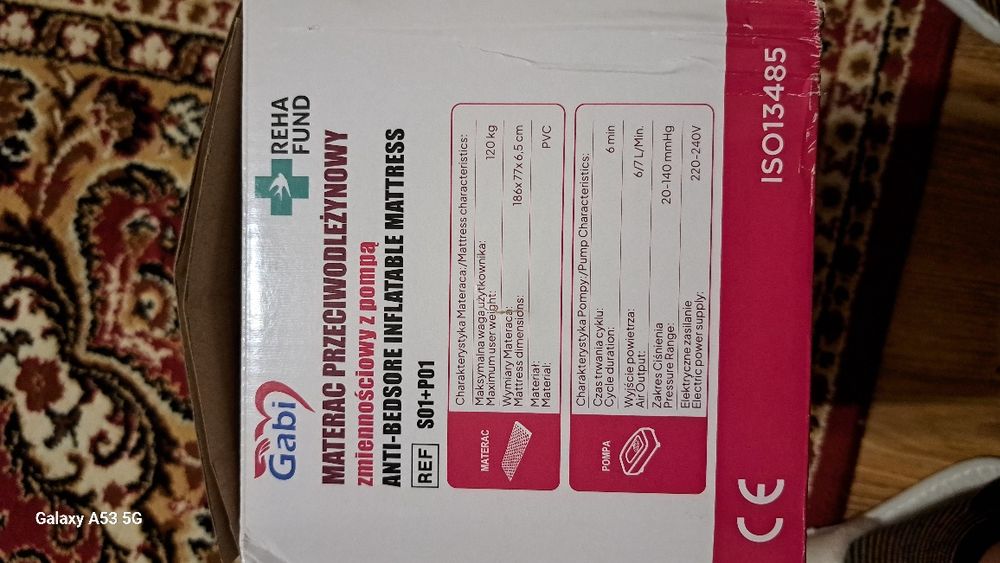 Gabi
REHA
FUND
MATERAC PRZECIWODLEŻYNOWY
zmiennościowy z pompą
ANTI-BEDSORE INFLATABLE MATTRESS
REF S01+P01
MATERAC
Charakterystyka Materaca:/Mattress characteristics:
Maksymalna waga użytkownika:
Maximum user weight: 120 kg
Wymiary Materaca:
Mattress dimensions: 186x77x6,5 cm
Materiał:
Material: PVC
POMPA
Charakterystyka Pompy:/Pump Characteristics:
Czas trwania cyklu:
Cycle duration: 6 min
Wyjście powietrza:
Air Output: 6/7 L/Min.
Zakres Ciśnienia
Pressure Range: 20-140 mmHg
Elektryczne zasilanie
Electric power supply: 220-240V
CE ISO13485
Galaxy A53 5G